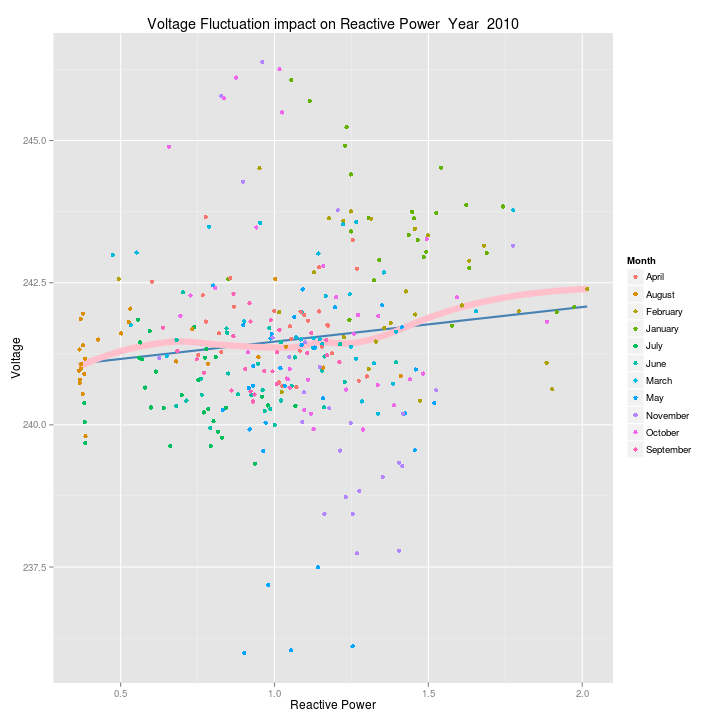 Voltage Fluctuation impact on Reactive Power  Year  2010
Voltage
245.0
242.5
240.0
237.5
0.5
1.0
1.5
2.0
Reactive Power
Month
April
August
February
January
July
June
March
May
November
October
September